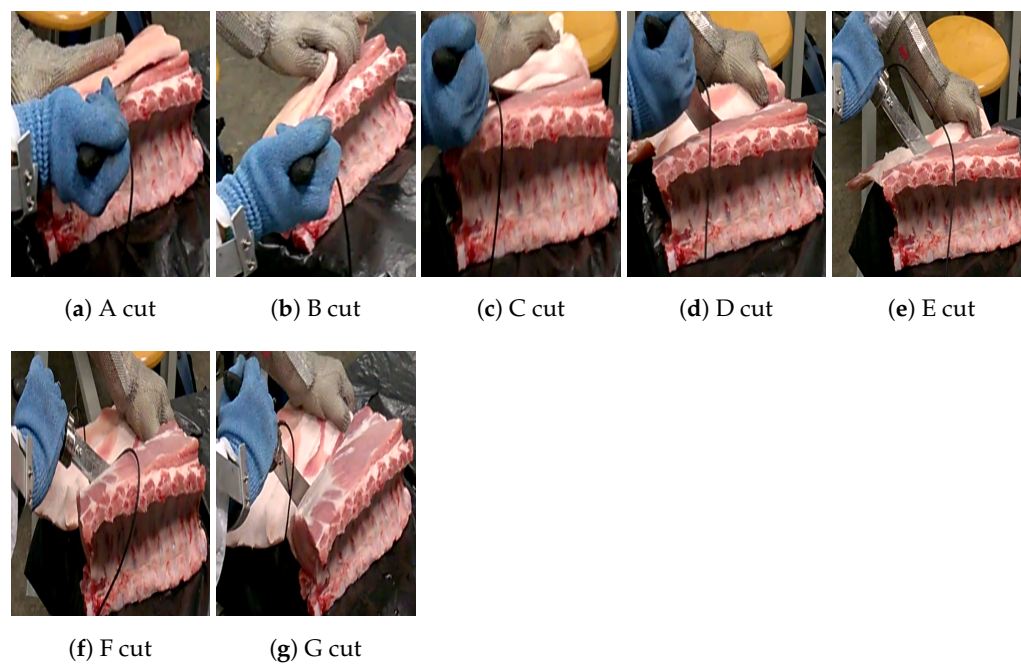 (a) A cut
(b) B cut
(c) C cut
(d) D cut
(e) E cut
(f) F cut
(g) G cut